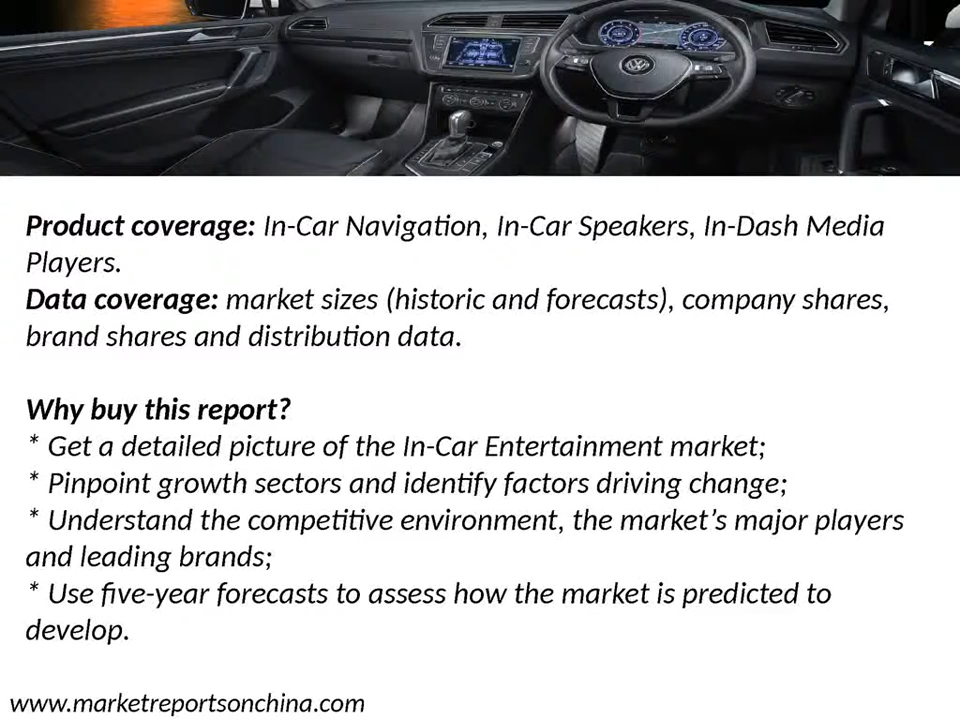 Product coverage: In-Car Navigation, In-Car Speakers, In-Dash Media
Players.
Data coverage: market sizes (historic and forecasts), company shares,
brand shares and distribution data.
Why buy this report?
* Get a detailed picture of the In-Car Entertainment market;
* Pinpoint growth sectors and identify factors driving change;
* Understand the competitive environment, the market’s major players
and leading brands;
* Use five-year forecasts to assess how the market is predicted to
develop.
www.marketreportsonchina.com